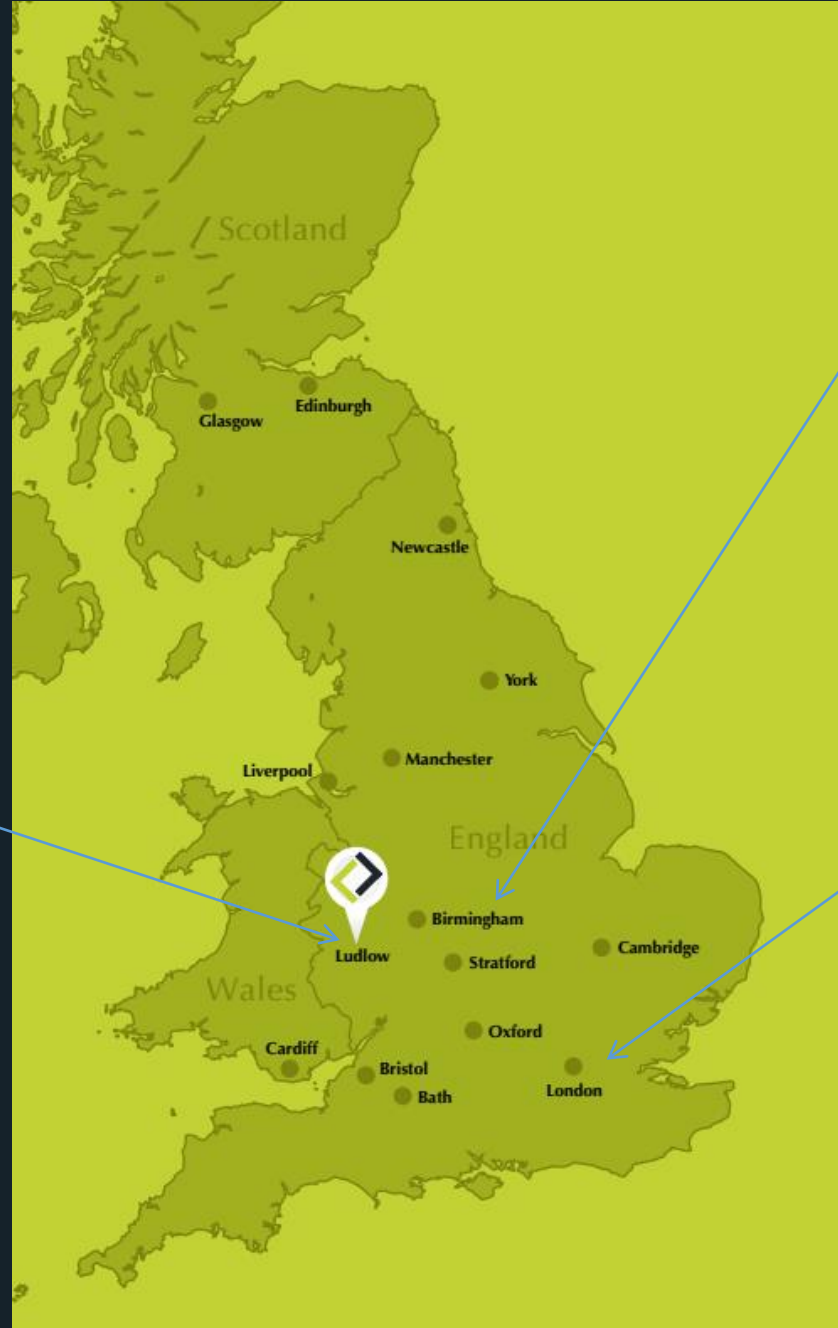 Scotland
Edinburgh
Glasgow
Newcastle
York
Manchester
Liverpool
England
Birmingham
Ludlow
Cambridge
Stratford
Wales
Oxford
Cardiff
Bristol
London
Bath